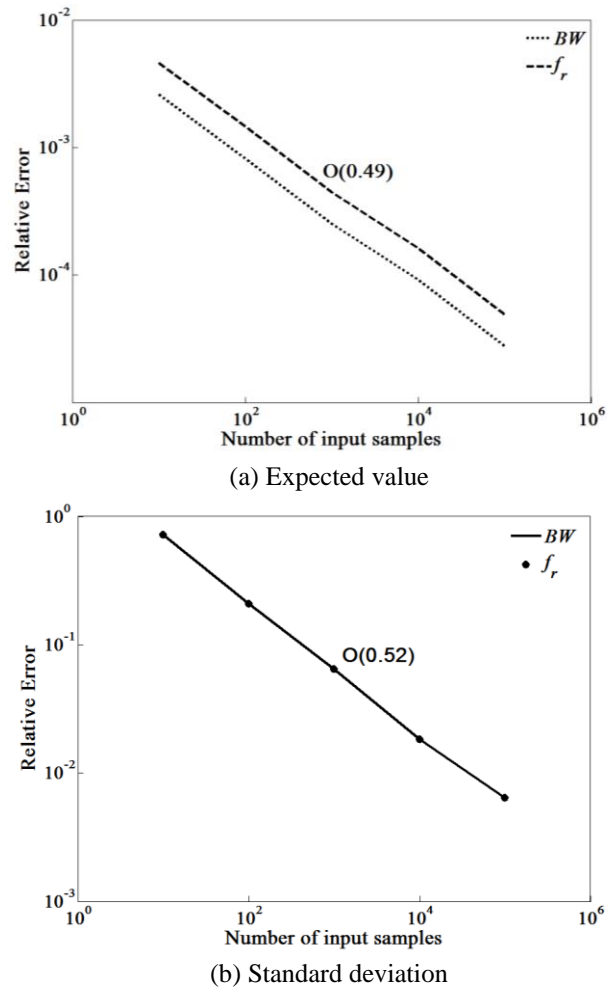 10^-2
BW
f_r
10^-3
Relative Error
O(0.49)
10^-4
10^0 10^2 10^4 10^6
Number of input samples
(a) Expected value
10^0
BW
f_r
10^-1
Relative Error
O(0.52)
10^-2
10^-3
10^0 10^2 10^4 10^6
Number of input samples
(b) Standard deviation